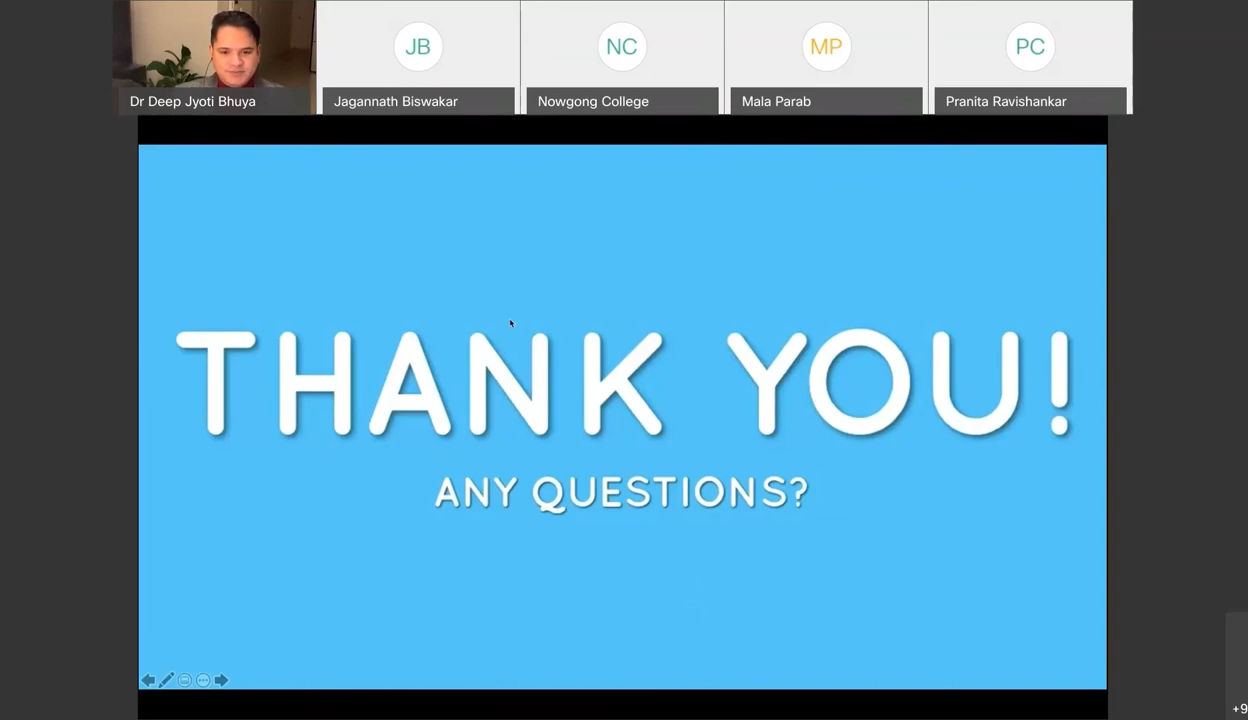 JB
NC
MP
PC
Dr Deep Jyoti Bhuya
Jagannath Biswakar
Nowgong College
Mala Parab
Pranita Ravishankar
THANK YOU!
ANY QUESTIONS?
+9